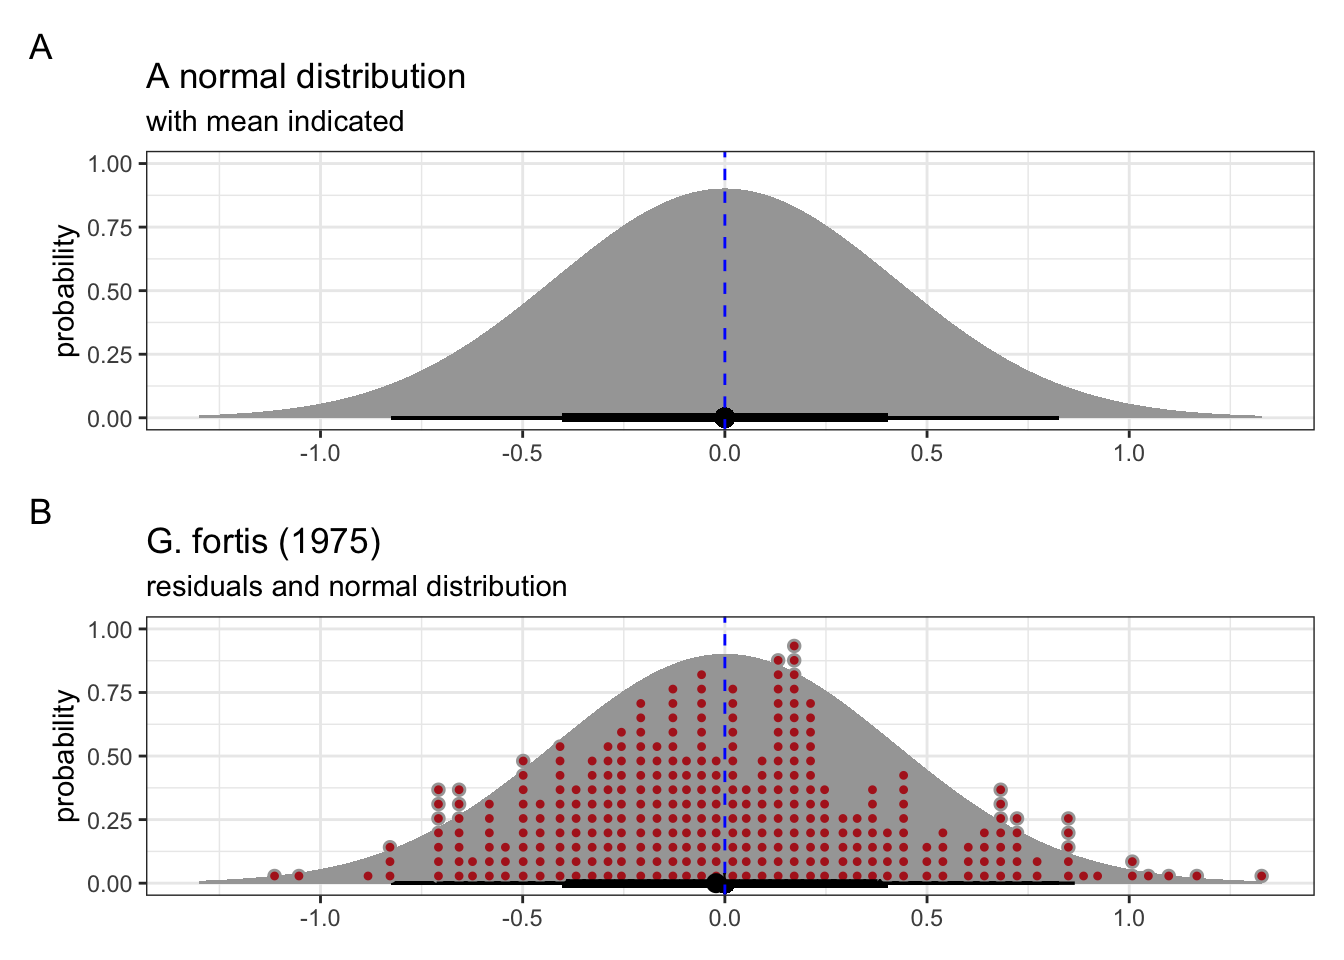 A
A normal distribution
with mean indicated
probability
1.00
0.75
0.50
0.25
0.00
-1.0
-0.5
0.0
0.5
1.0
B
G. fortis (1975)
residuals and normal distribution
probability
1.00
0.75
0.50
0.25
0.00
-1.0
-0.5
0.0
0.5
1.0